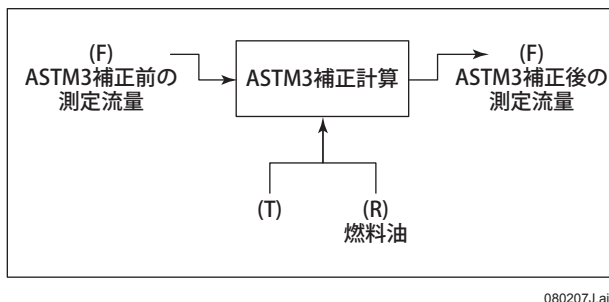 (F)
ASTM3補正前の
測定流量
ASTM3補正計算
(F)
ASTM3補正後の
測定流量
(T)
(R)
燃料油
080207J.ai